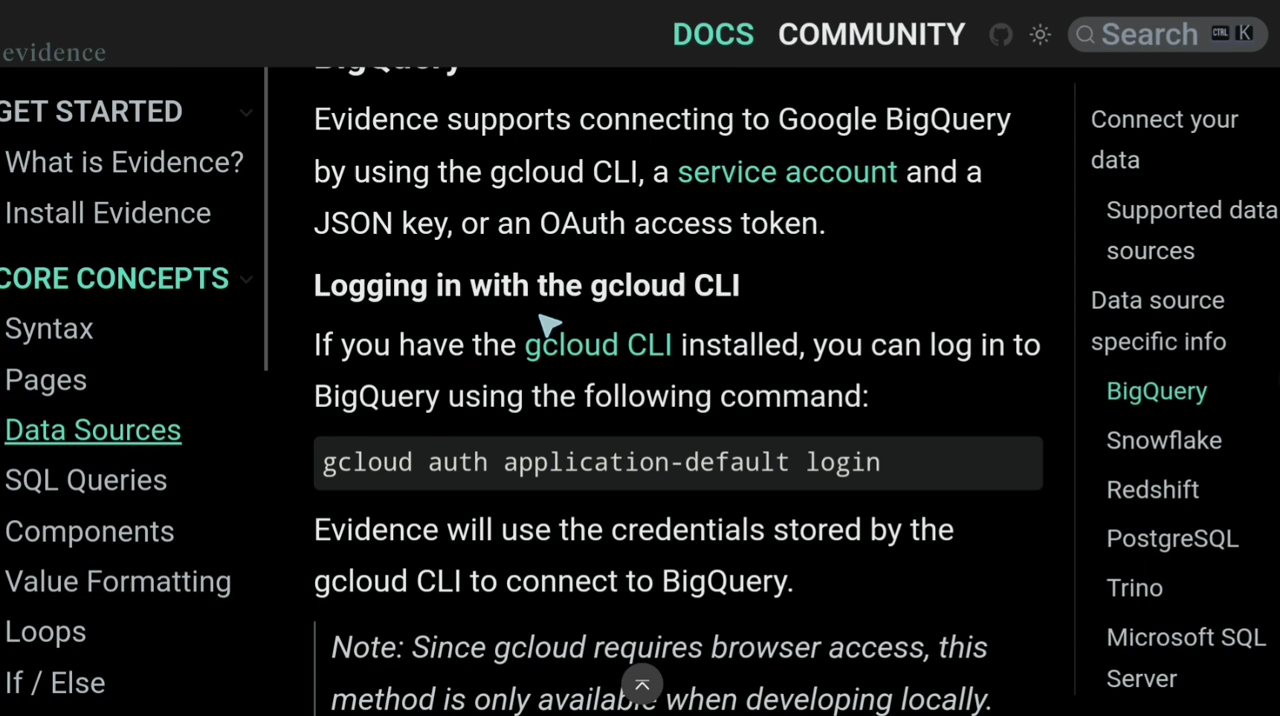 DOCS COMMUNITY Search CTRL K
evidence
GET STARTED
What is Evidence?
Install Evidence
CORE CONCEPTS
Syntax
Pages
Data Sources
SQL Queries
Components
Value Formatting
Loops
If / Else
BigQuery
Evidence supports connecting to Google BigQuery
by using the gcloud CLI, a service account and a
JSON key, or an OAuth access token.
Logging in with the gcloud CLI
If you have the gcloud CLI installed, you can log in to
BigQuery using the following command:
gcloud auth application-default login
Evidence will use the credentials stored by the
gcloud CLI to connect to BigQuery.
Note: Since gcloud requires browser access, this
method is only available when developing locally.
Connect your
data
Supported data
sources
Data source
specific info
BigQuery
Snowflake
Redshift
PostgreSQL
Trino
Microsoft SQL
Server